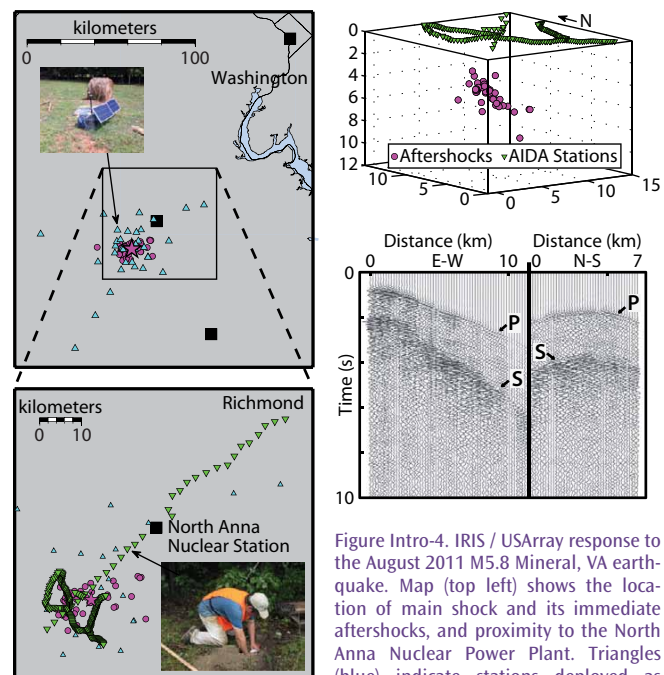 kilometers
0 100
Washington
kilometers
0 10
Richmond
North Anna
Nuclear Station
N
0
2
4
6
8
10
12
Aftershocks AIDA Stations
10 5 0 0 5 10 15
Distance (km) Distance (km)
0 E-W 10 0 N-S 7
0
P P
S S
Time (s)
10
Figure Intro-4. IRIS / USArray response to
the August 2011 M5.8 Mineral, VA earth-
quake. Map (top left) shows the loca-
tion of main shock and its immediate
aftershocks, and proximity to the North
Anna Nuclear Power Plant. Triangles
(blue) indicate stations deployed as